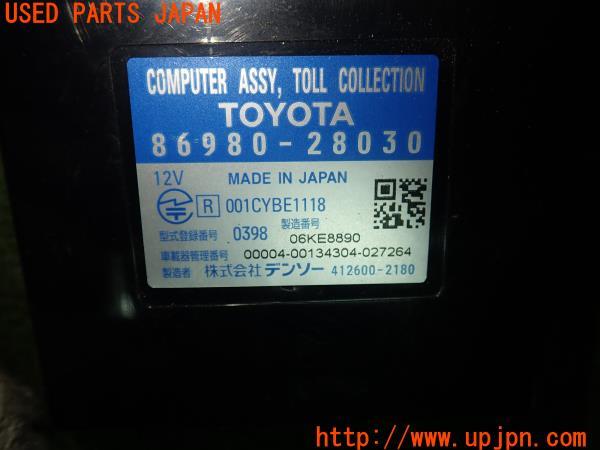 USED PARTS JAPAN
COMPUTER ASSY, TOLL COLLECTION
TOYOTA
86980-28030
12V MADE IN JAPAN
R 001CYBE1118
型式登録番号 0398 製造番号 06KE8890
車載器管理番号 00004-00134304-027264
製造者 株式会社 デンソー 412600-2180
http://www.upjpn.com/